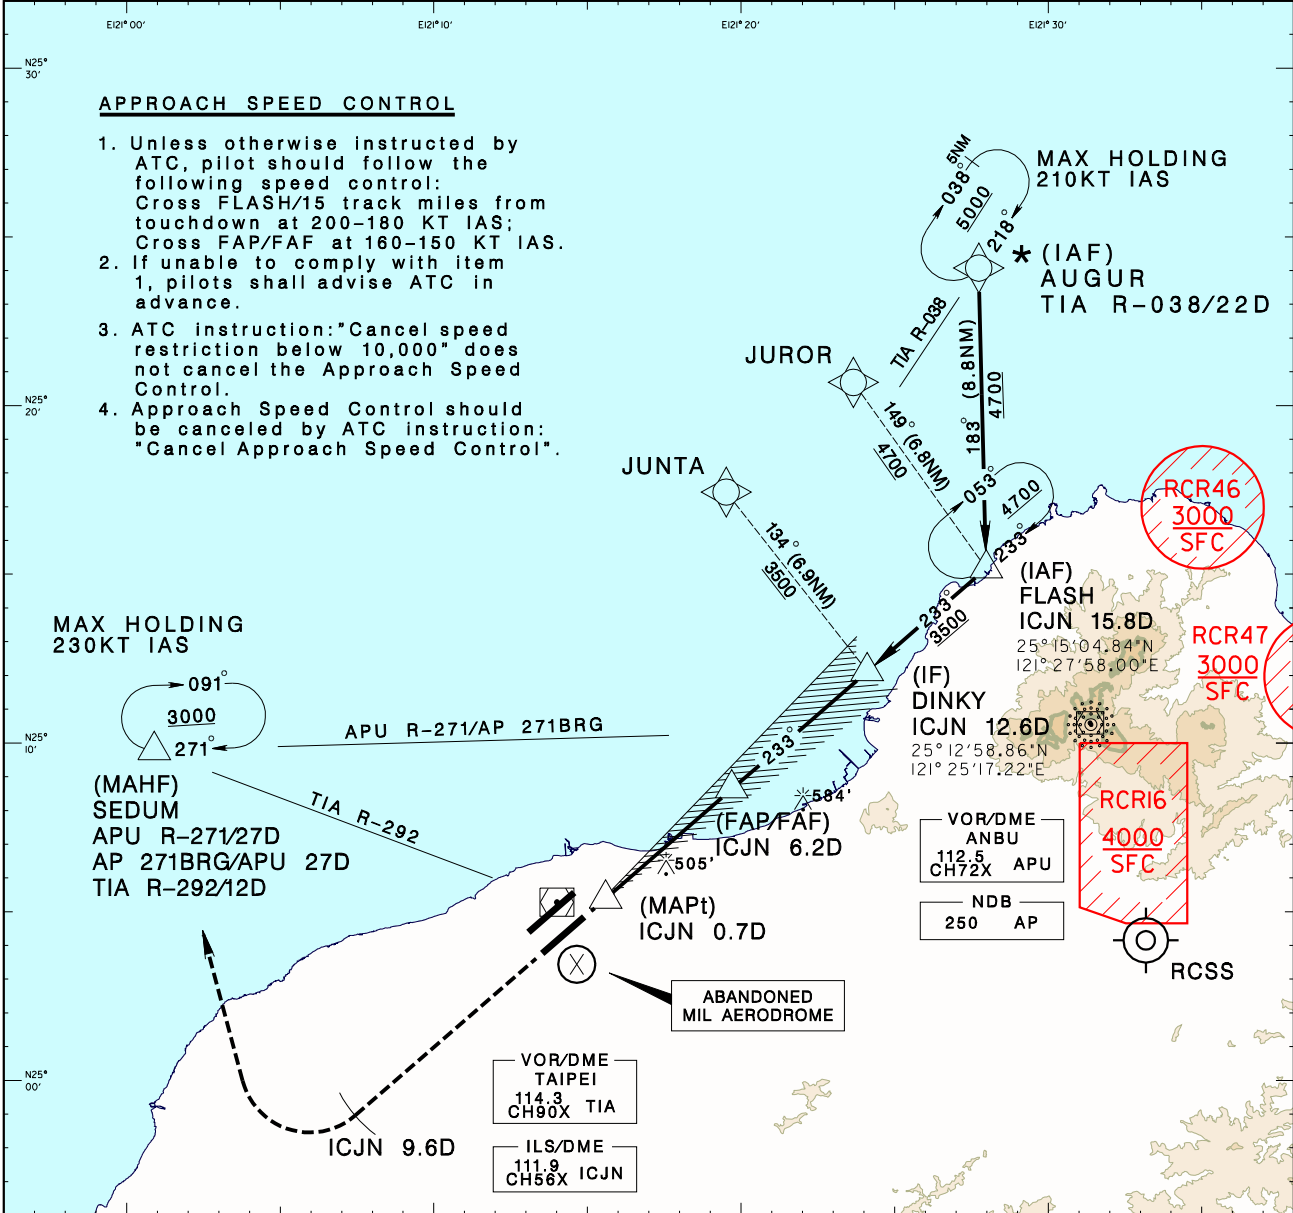 E121° 00'
E121° 10'
E121° 20'
E121° 30'
N25°
30'
APPROACH SPEED CONTROL
1. Unless otherwise instructed by
ATC, pilot should follow the
following speed control:
Cross FLASH/15 track miles from
touchdown at 200-180 KT IAS;
Cross FAP/FAF at 160-150 KT IAS.
2. If unable to comply with item
1, pilots shall advise ATC in
advance.
3. ATC instruction:"Cancel speed
restriction below 10,000" does
not cancel the Approach Speed
Control.
4. Approach Speed Control should
be canceled by ATC instruction:
"Cancel Approach Speed Control".
5NM
038°
5000
218°
MAX HOLDING
210KT IAS
* (IAF)
AUGUR
TIA R-038/22D
TIA R-038
183° (8.8NM)
4700
JUROR
149° (6.8NM)
4700
N25°
20'
JUNTA
134° (6.9NM)
3500
053°
4700
233°
RCR46
3000
SFC
(IAF)
FLASH
ICJN 15.8D
25°15'04.84"N
121°27'58.00"E
233°
3500
RCR47
3000
SFC
MAX HOLDING
230KT IAS
091°
3000
271°
(MAHF)
SEDUM
APU R-271/27D
AP 271BRG/APU 27D
TIA R-292/12D
APU R-271/AP 271BRG
TIA R-292
(IF)
DINKY
ICJN 12.6D
25°12'58.86"N
121°25'17.22"E
N25°
10'
233°
584'
(FAP/FAF)
ICJN 6.2D
505'
(MAPt)
ICJN 0.7D
VOR/DME
ANBU
112.5
CH72X APU
NDB
250 AP
RCR16
4000
SFC
RCSS
ABANDONED
MIL AERODROME
N25°
00'
ICJN 9.6D
VOR/DME
TAIPEI
114.3
CH90X TIA
ILS/DME
111.9
CH56X ICJN